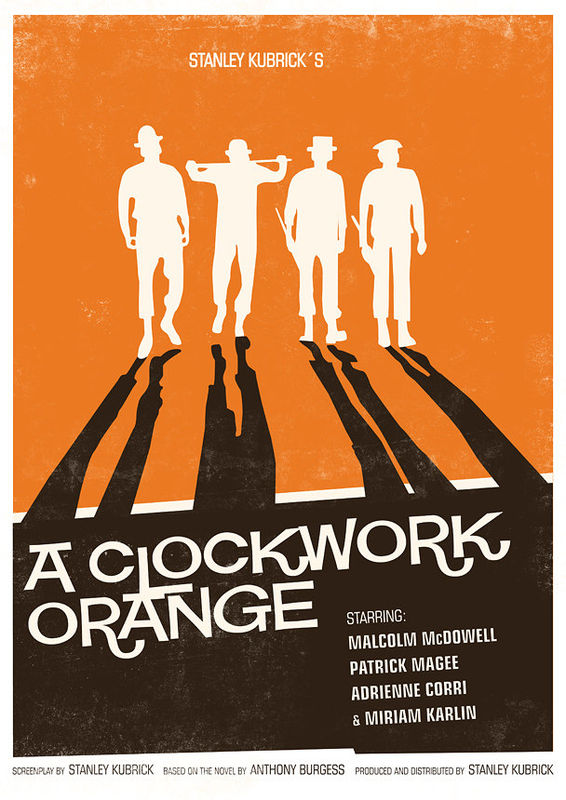 STANLEY KUBRICK´S
A CLOCKWORK
ORANGE
STARRING:
MALCOLM McDOWELL
PATRICK MAGEE
ADRIENNE CORRI
& MIRIAM KARLIN
SCREENPLAY BY STANLEY KUBRICK BASED ON THE NOVEL BY ANTHONY BURGESS PRODUCED AND DISTRIBUTED BY STANLEY KUBRICK